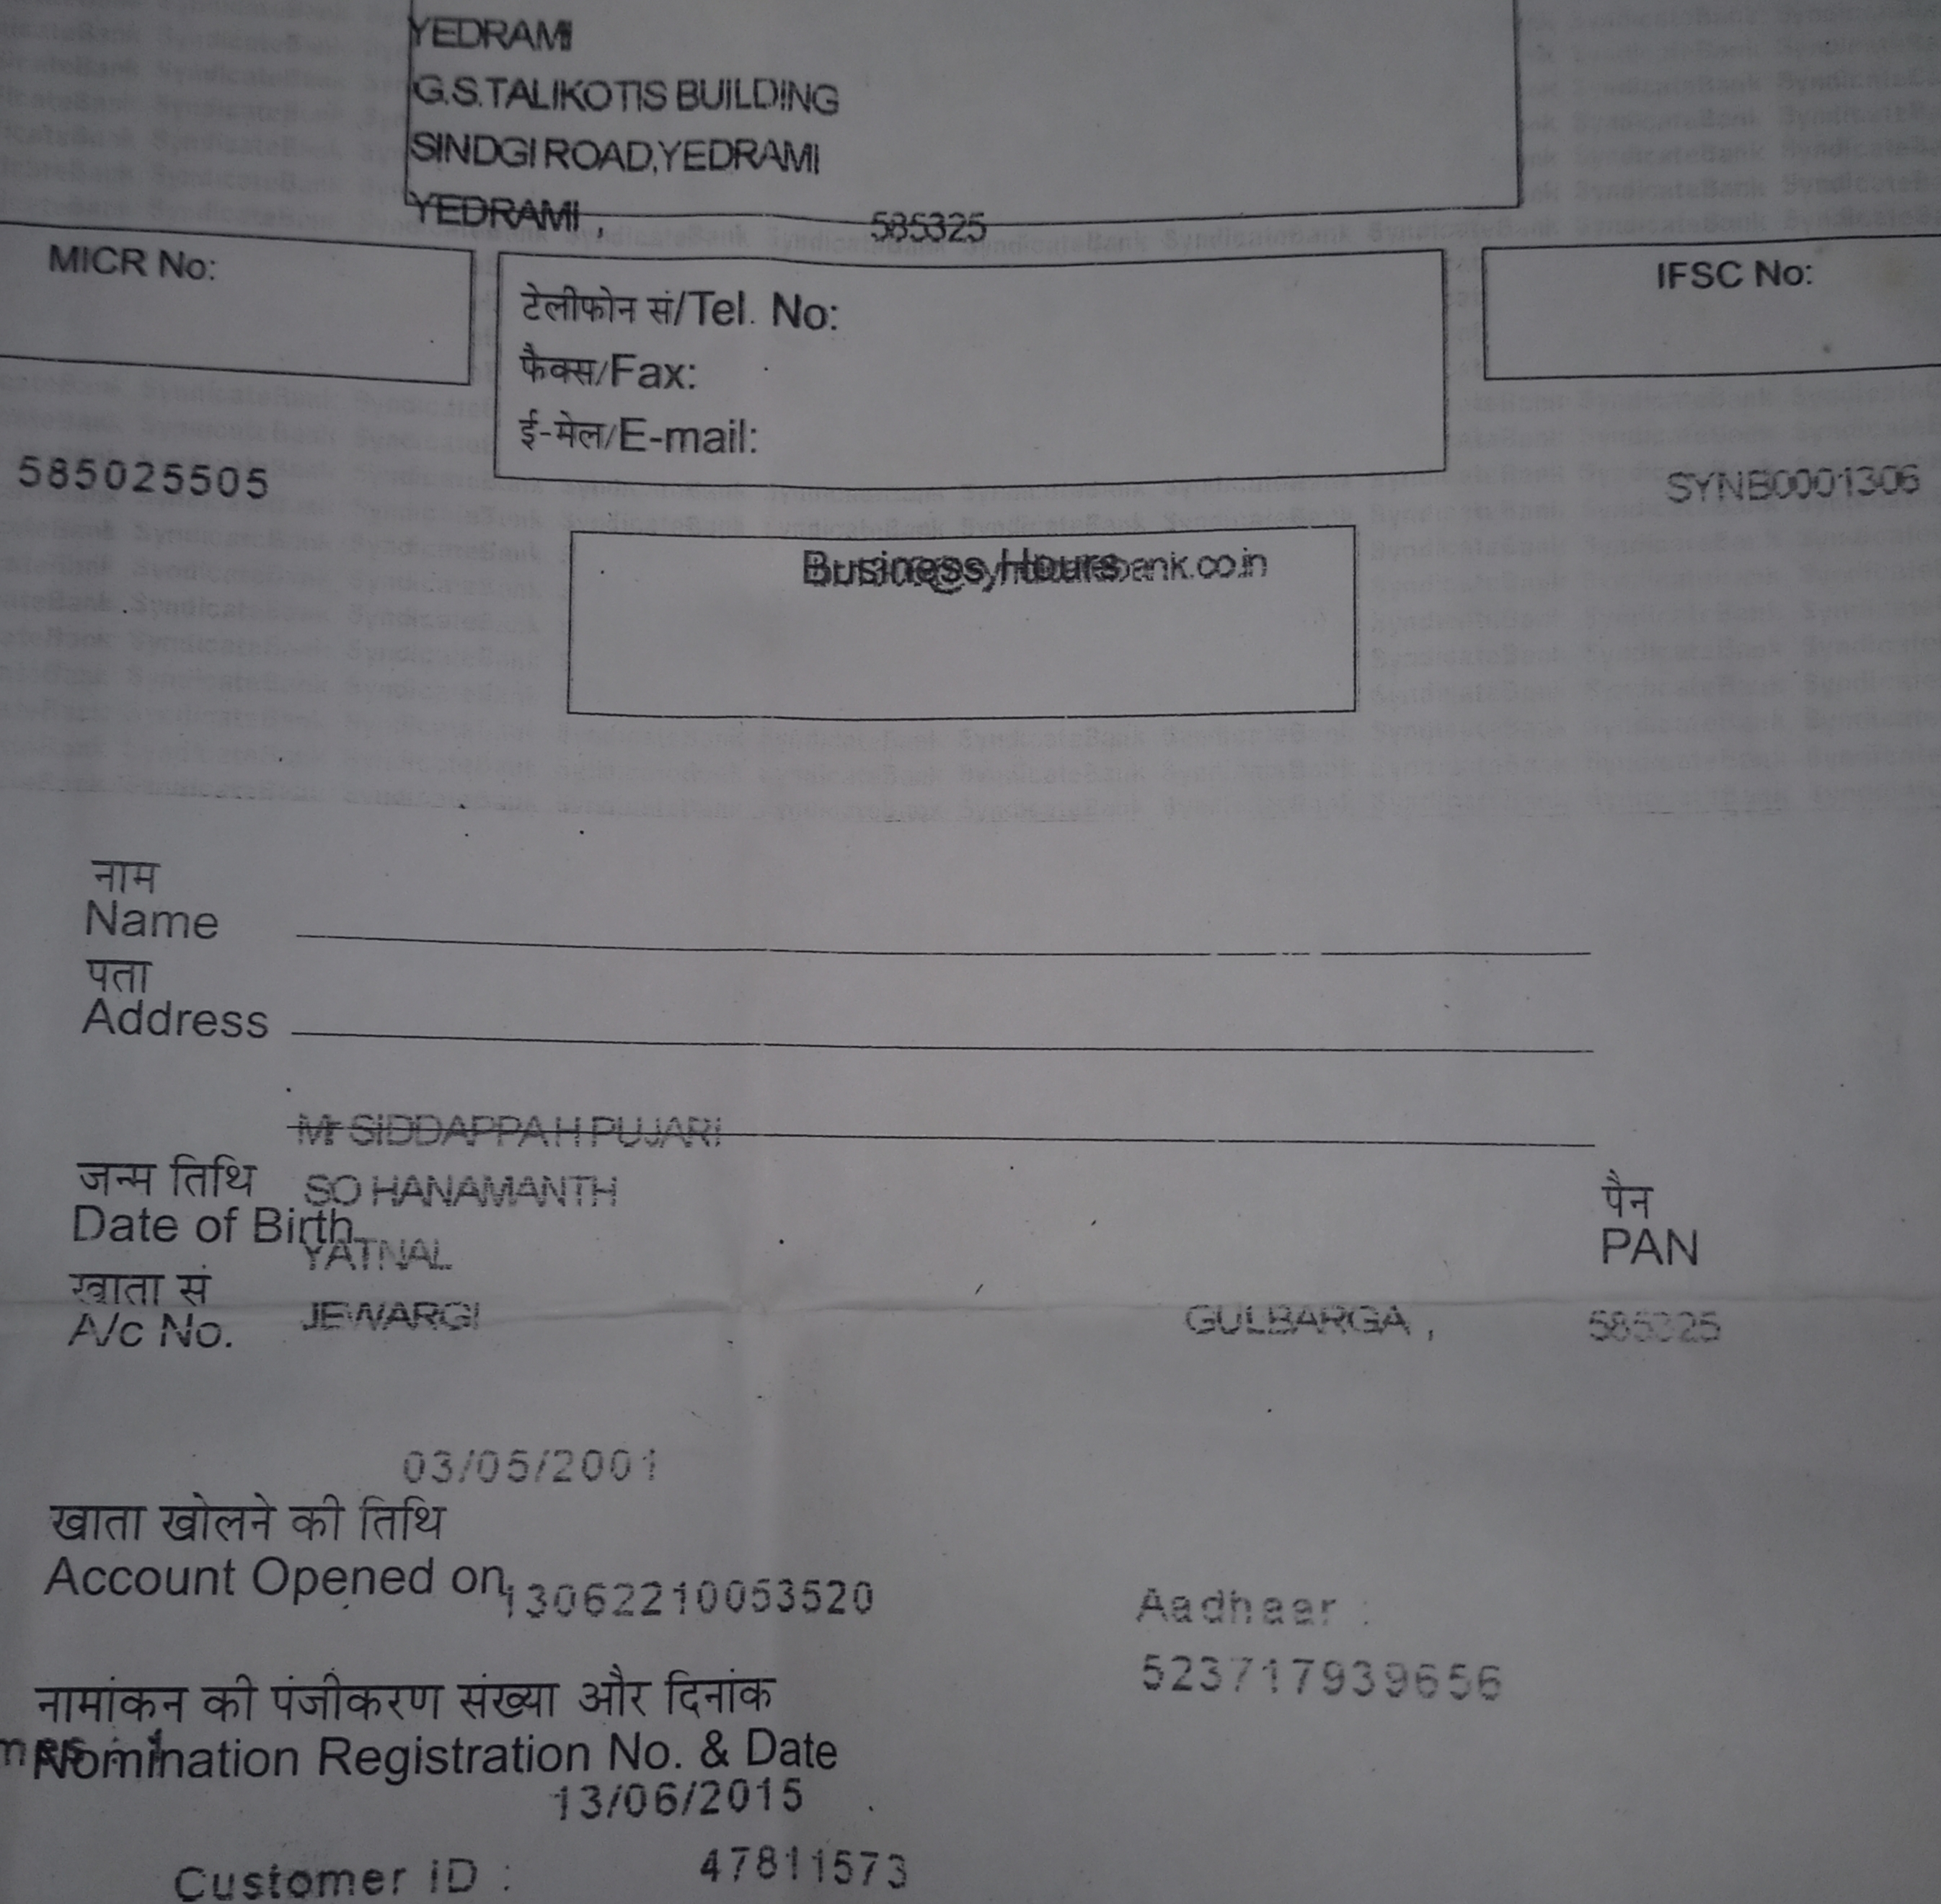 YEDRAMI
G.S.TALIKOTIS BUILDING
SINDGI ROAD,YEDRAMI
YEDRAMI , 585325
MICR No:
टेलीफोन सं/Tel. No:
IFSC No:
फैक्स/Fax:
ई-मेल/E-mail:
585025505
SYNB0001306
Business Hours bank.co.in
नाम
Name
पता
Address
Mr SIDDAPPA H PUJARI
जन्म तिथि SO HANAMANTH पैन
Date of Birth PAN
YATNAL
खाता सं
A/c No. JEWARGI GULBARGA , 585325
03/05/2001
खाता खोलने की तिथि
Account Opened on 13062210053520 Aadhaar :
523717939656
नामांकन की पंजीकरण संख्या और दिनांक
Nomination Registration No. & Date
13/06/2015
Customer ID : 47811573